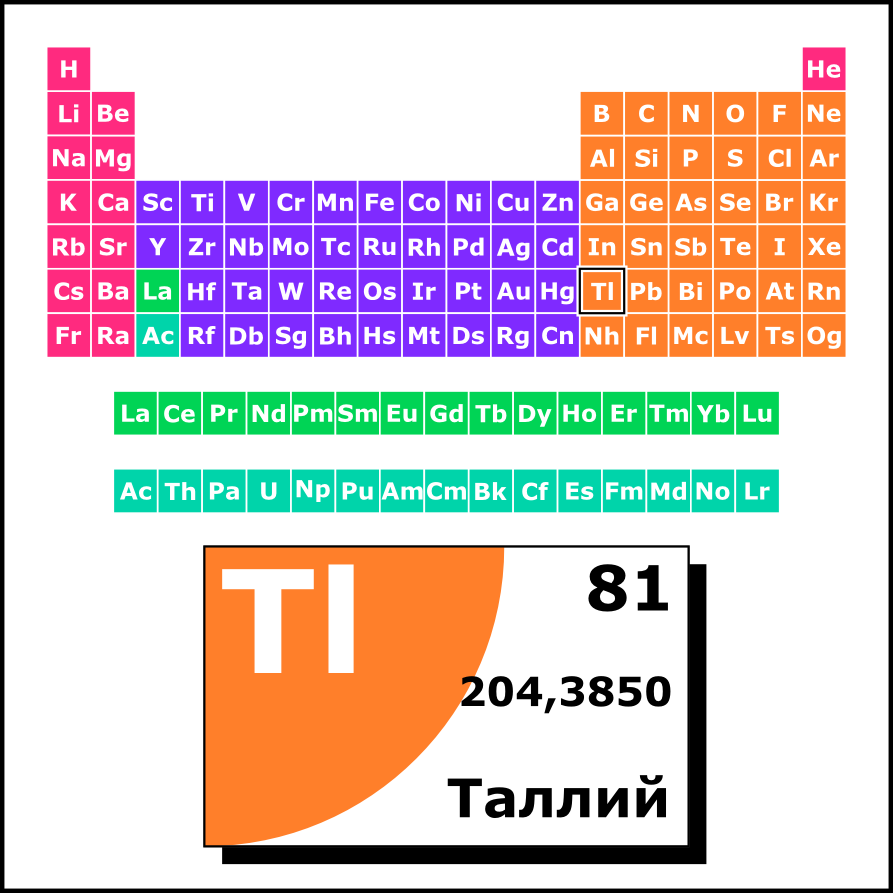 H He
Li Be B C N O F Ne
Na Mg Al Si P S Cl Ar
K Ca Sc Ti V Cr Mn Fe Co Ni Cu Zn Ga Ge As Se Br Kr
Rb Sr Y Zr Nb Mo Tc Ru Rh Pd Ag Cd In Sn Sb Te I Xe
Cs Ba La Hf Ta W Re Os Ir Pt Au Hg Tl Pb Bi Po At Rn
Fr Ra Ac Rf Db Sg Bh Hs Mt Ds Rg Cn Nh Fl Mc Lv Ts Og
La Ce Pr Nd Pm Sm Eu Gd Tb Dy Ho Er Tm Yb Lu
Ac Th Pa U Np Pu Am Cm Bk Cf Es Fm Md No Lr
Tl 81
204,3850
Таллий